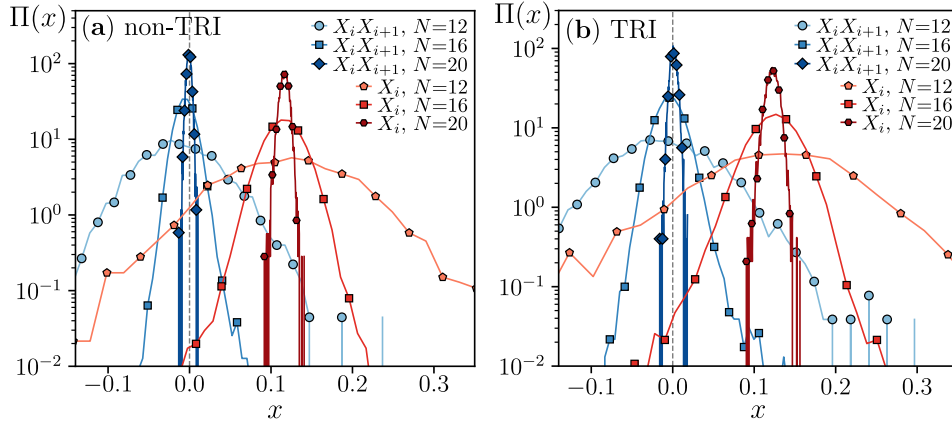 Π(x)
(a) non-TRI
X_iX_{i+1}, N=12
X_iX_{i+1}, N=16
X_iX_{i+1}, N=20
X_i, N=12
X_i, N=16
X_i, N=20
10^2
10^1
10^0
10^{-1}
10^{-2}
−0.1 0.0 0.1 0.2 0.3
x
Π(x)
(b) TRI
X_iX_{i+1}, N=12
X_iX_{i+1}, N=16
X_iX_{i+1}, N=20
X_i, N=12
X_i, N=16
X_i, N=20
10^2
10^1
10^0
10^{-1}
10^{-2}
−0.1 0.0 0.1 0.2 0.3
x